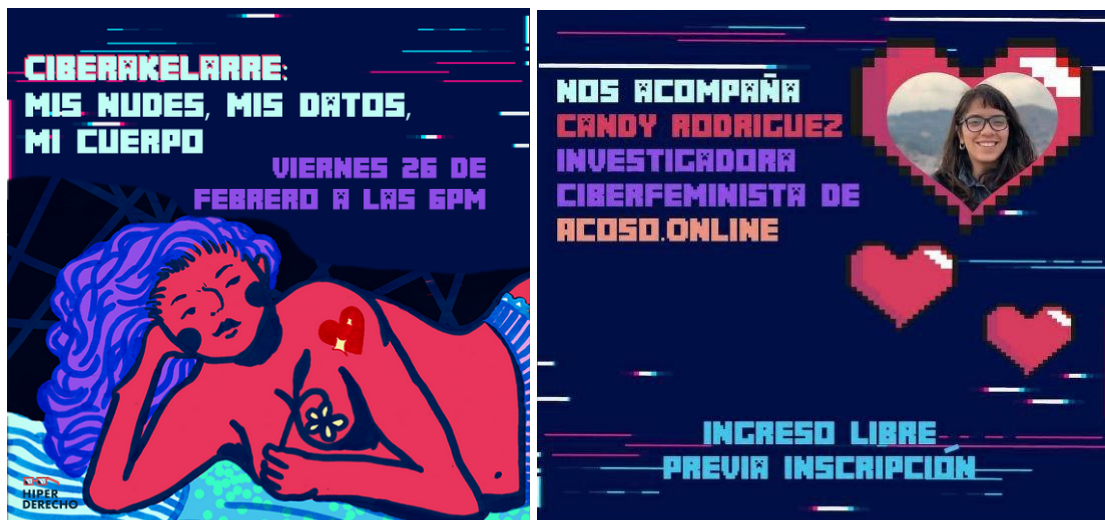 CIBERAKELARRE:
MIS NUDES, MIS DATOS,
MI CUERPO
VIERNES 26 DE
FEBRERO A LAS 6PM
HIPER
DERECHO
NOS ACOMPAÑA
CANDY RODRIGUEZ
INVESTIGADORA
CIBERFEMINISTA DE
ACOSO.ONLINE
INGRESO LIBRE
PREVIA INSCRIPCIÓN